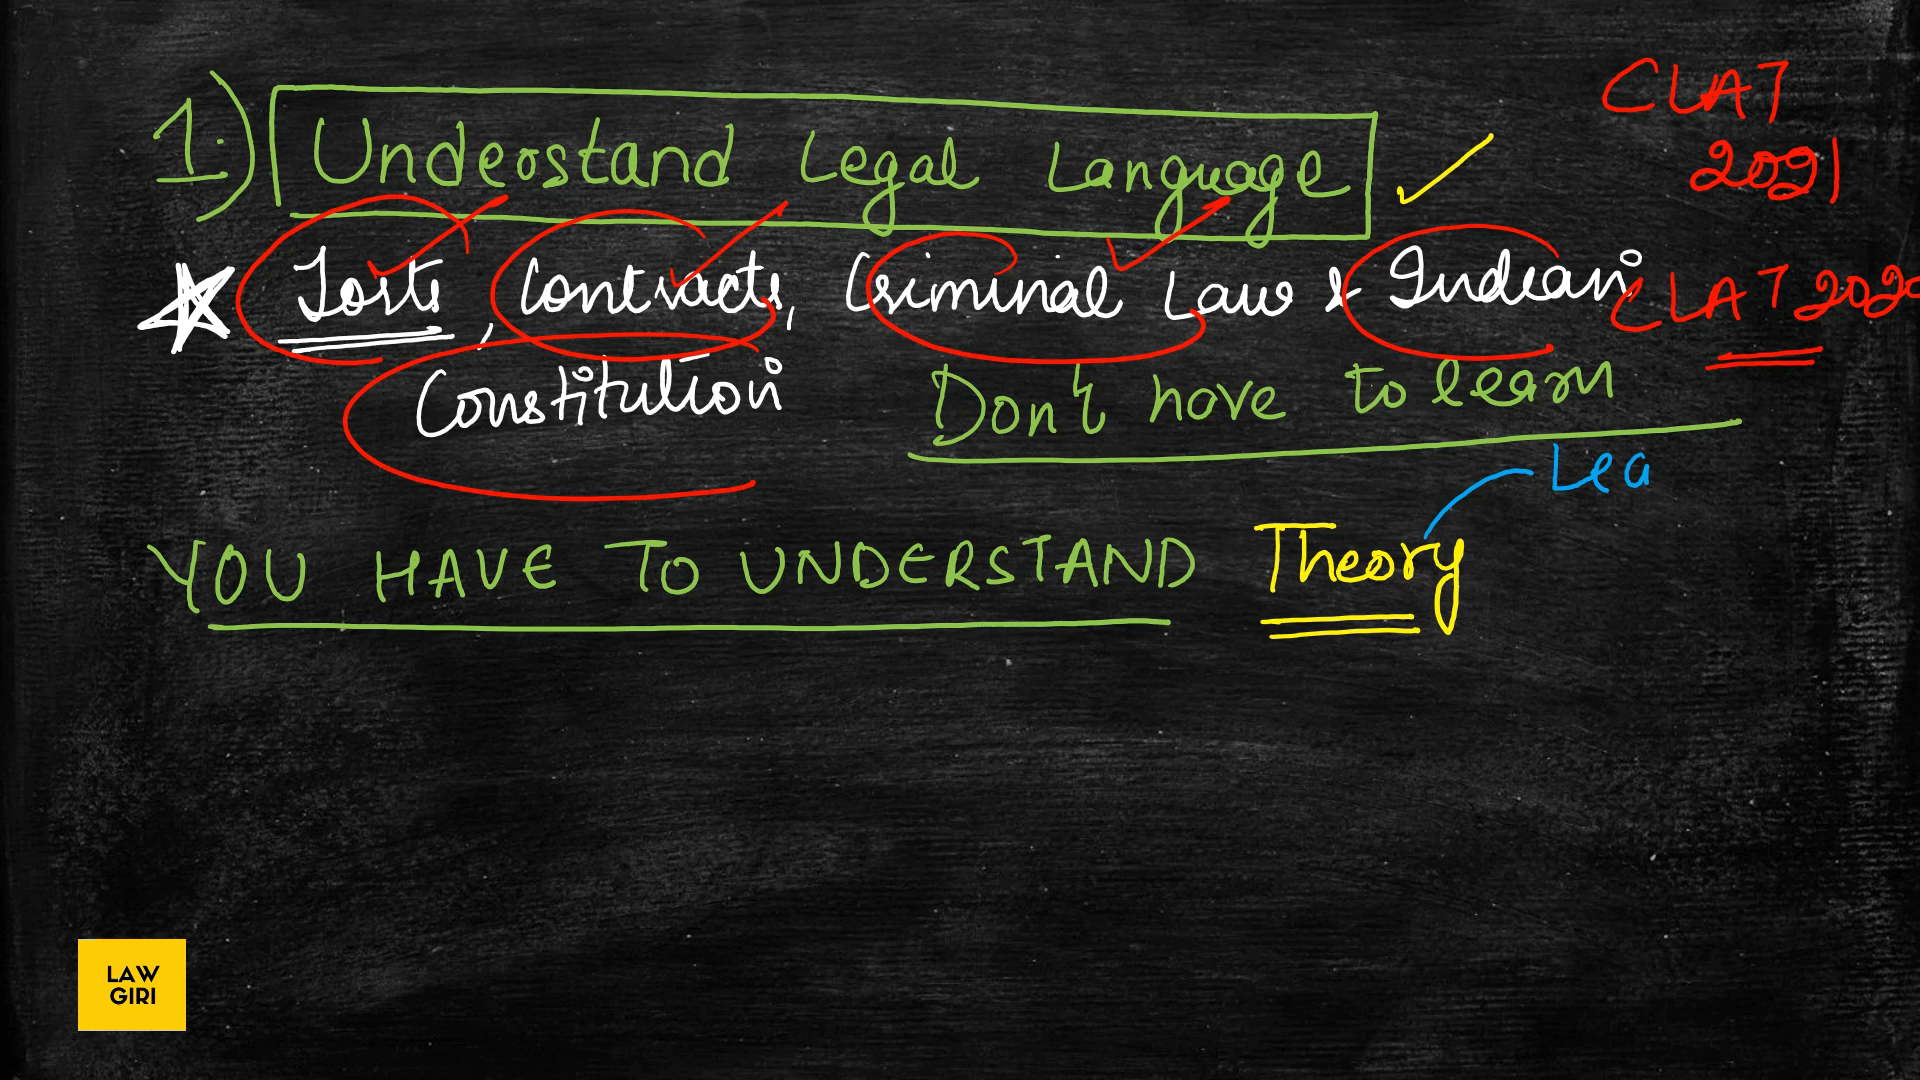 1.) Understand Legal Language
CLAT
2021
Torts, Contracts, Criminal Law & Indian
CLAT 2020
Constitution
Don't have to learn
Lea
YOU HAVE TO UNDERSTAND Theory
LAW
GIRI